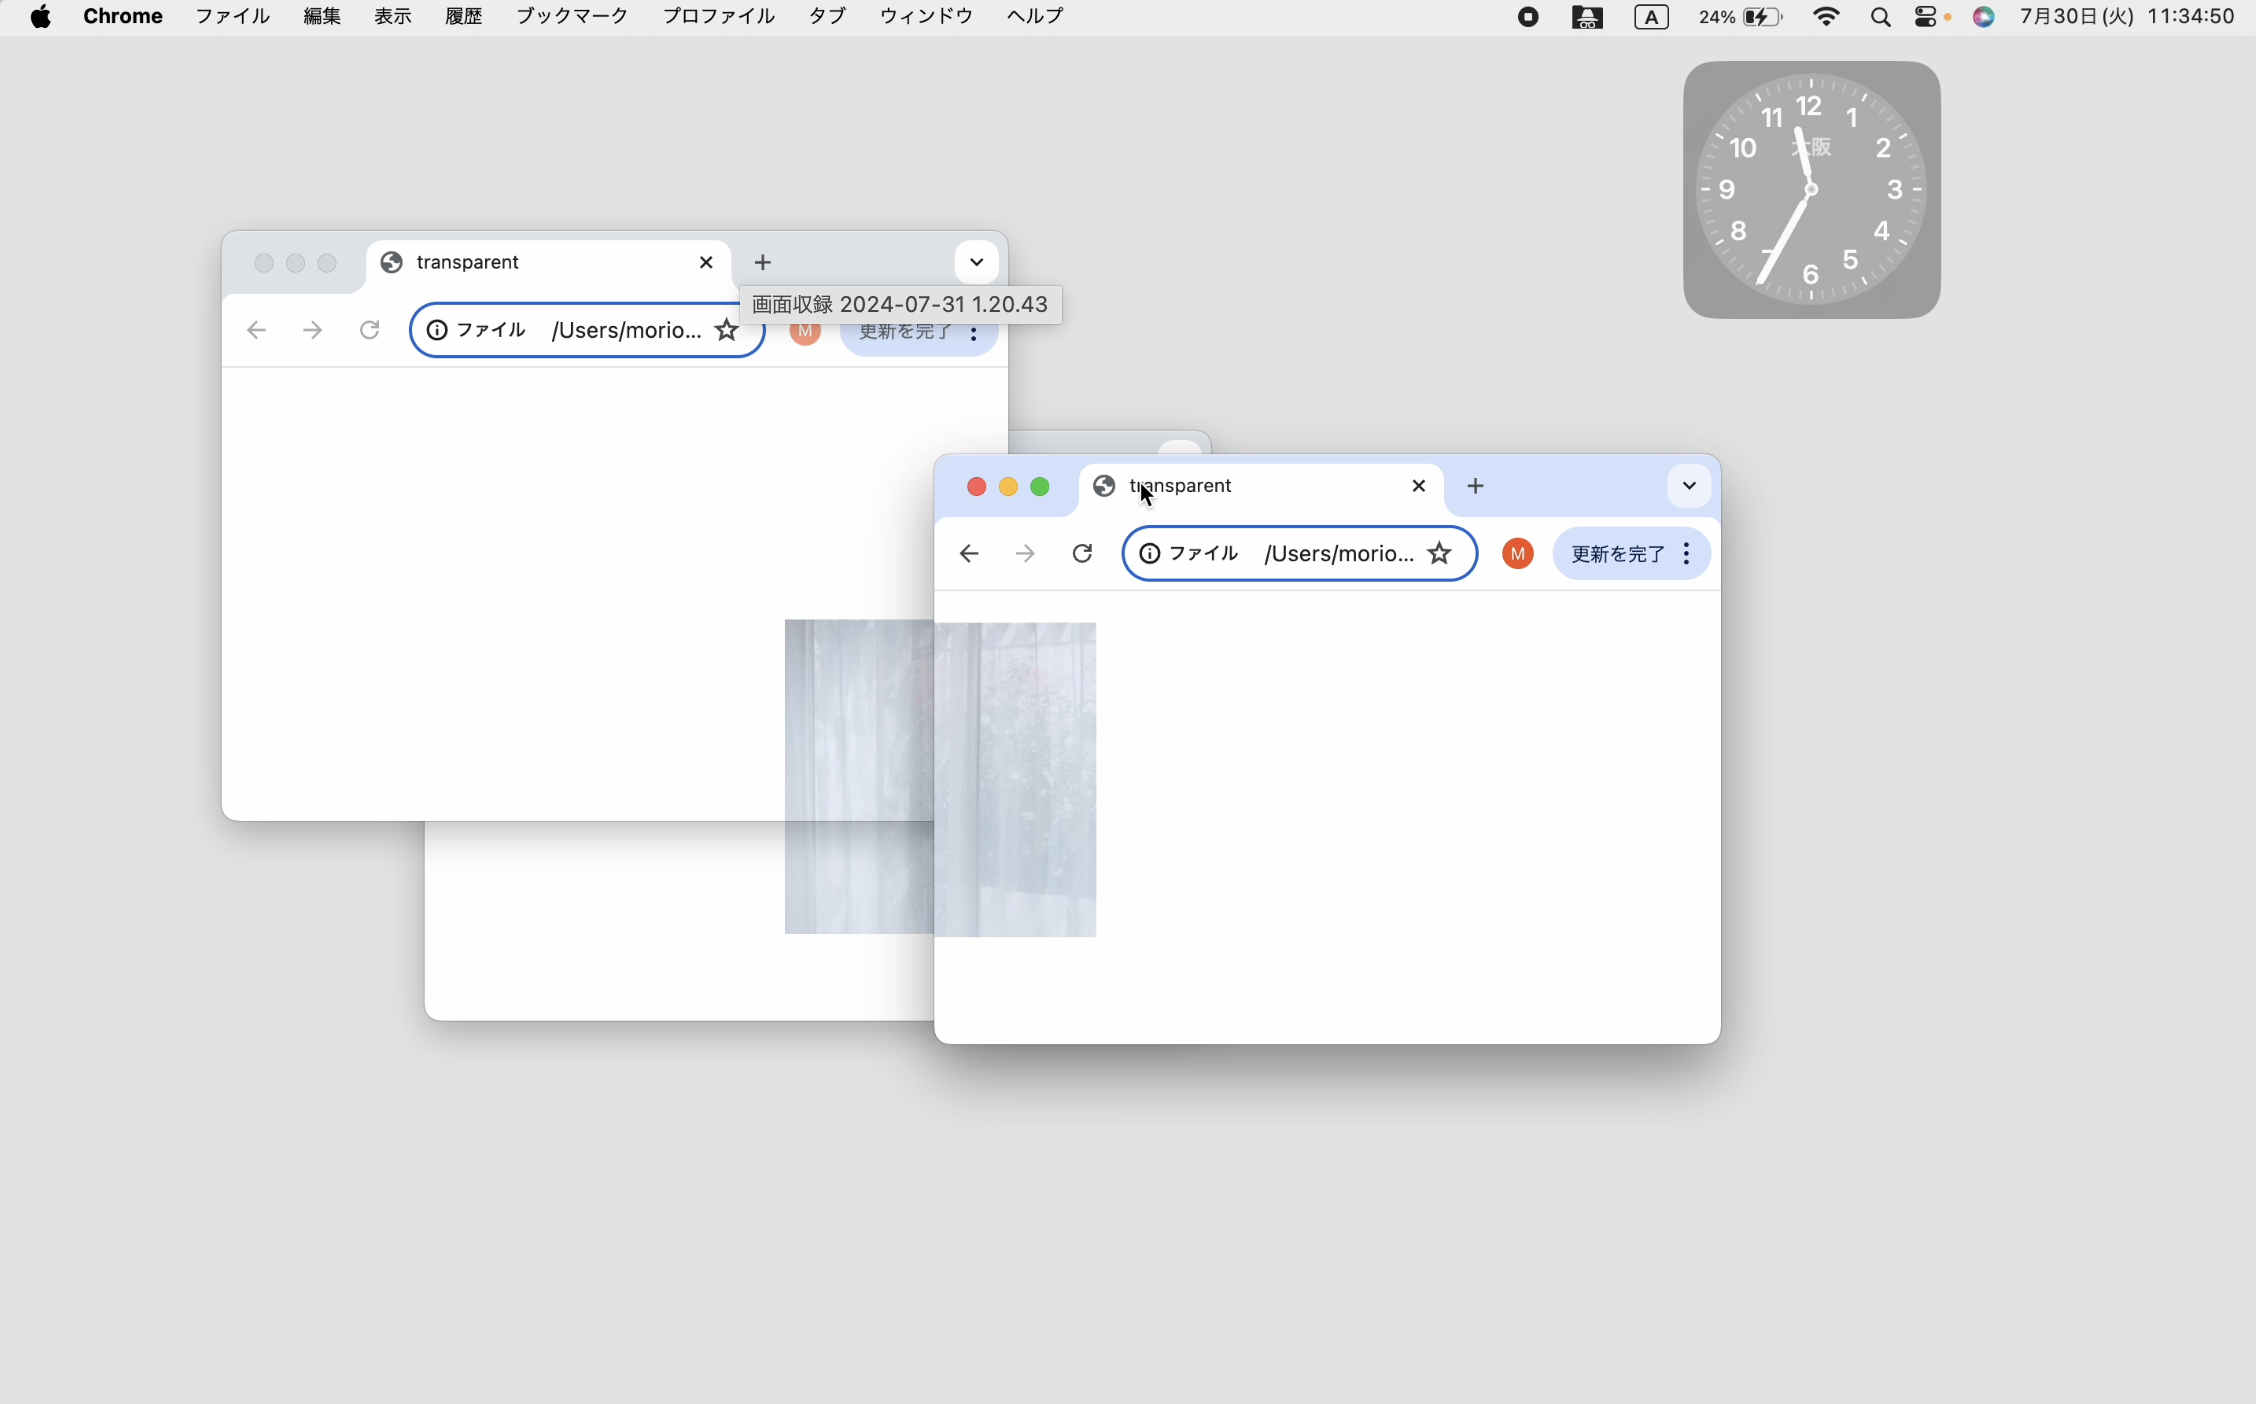 Chrome ファイル 編集 表示 履歴 ブックマーク プロファイル タブ ウィンドウ ヘルプ A 24% 7月30日(火) 11:34:50
12
11 1
大阪
10 2
9 3
8 4
7 5
6
transparent
画面収録 2024-07-31 1.20.43
ファイル /Users/morio... M 更新を完了
transparent
ファイル /Users/morio... M 更新を完了